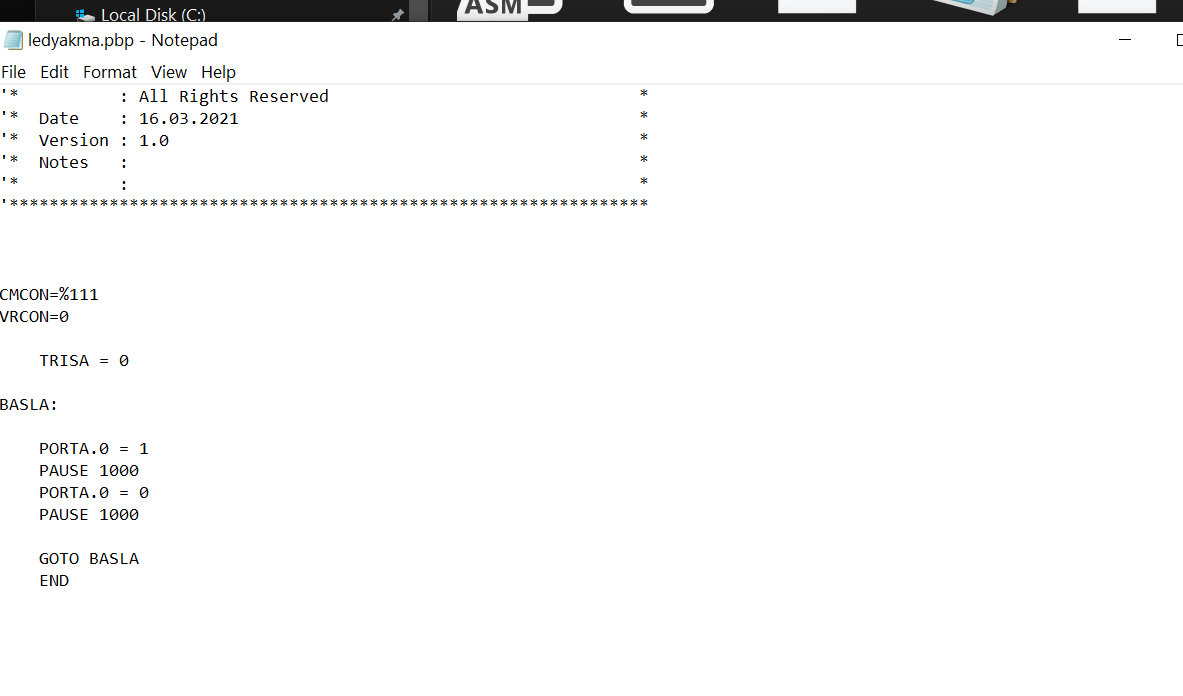 Local Disk (C:)
ASM
ledyakma.pbp - Notepad
File Edit Format View Help
'*          : All Rights Reserved                               *
'*  Date    : 16.03.2021                                        *
'*  Version : 1.0                                               *
'*  Notes   :                                                   *
'*          :                                                   *
'****************************************************************
CMCON=%111
VRCON=0
TRISA = 0
BASLA:
PORTA.0 = 1
PAUSE 1000
PORTA.0 = 0
PAUSE 1000
GOTO BASLA
END